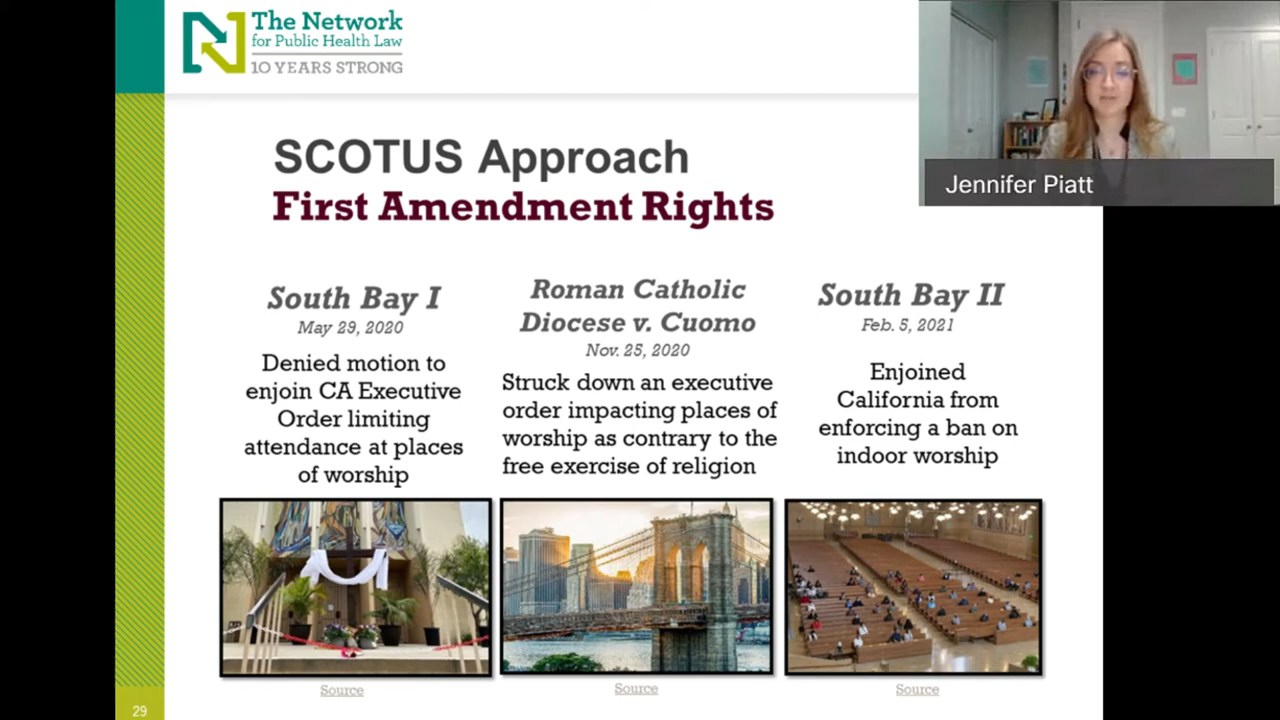 The Network
for Public Health Law
10 YEARS STRONG
Jennifer Piatt
SCOTUS Approach
First Amendment Rights
South Bay I
May 29, 2020
Denied motion to
enjoin CA Executive
Order limiting
attendance at places
of worship
Source
Roman Catholic
Diocese v. Cuomo
Nov. 25, 2020
Struck down an executive
order impacting places of
worship as contrary to the
free exercise of religion
Source
South Bay II
Feb. 5, 2021
Enjoined
California from
enforcing a ban on
indoor worship
Source
29